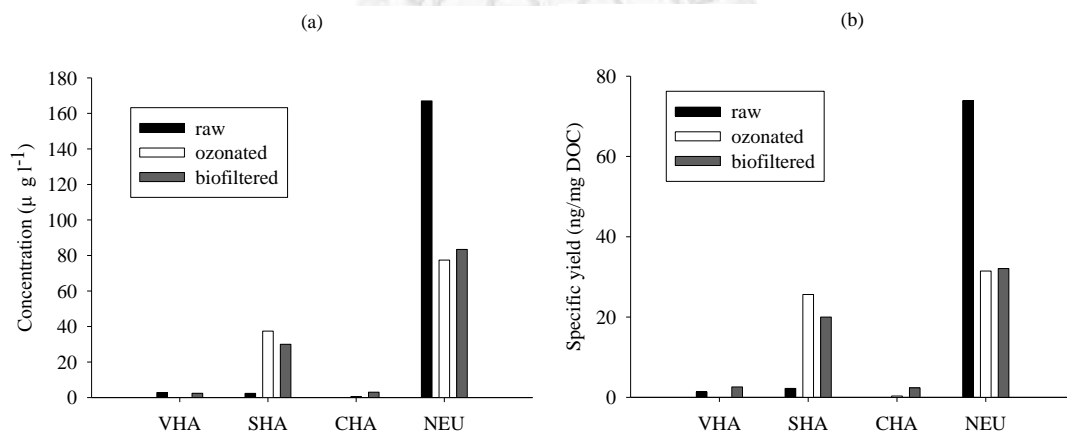 (a)
180
160
140
120
100
80
60
40
20
0
Concentration (μ g l-1)
raw
ozonated
biofiltered
VHA SHA CHA NEU
(b)
80
60
40
20
0
Specific yield (ng/mg DOC)
raw
ozonated
biofiltered
VHA SHA CHA NEU